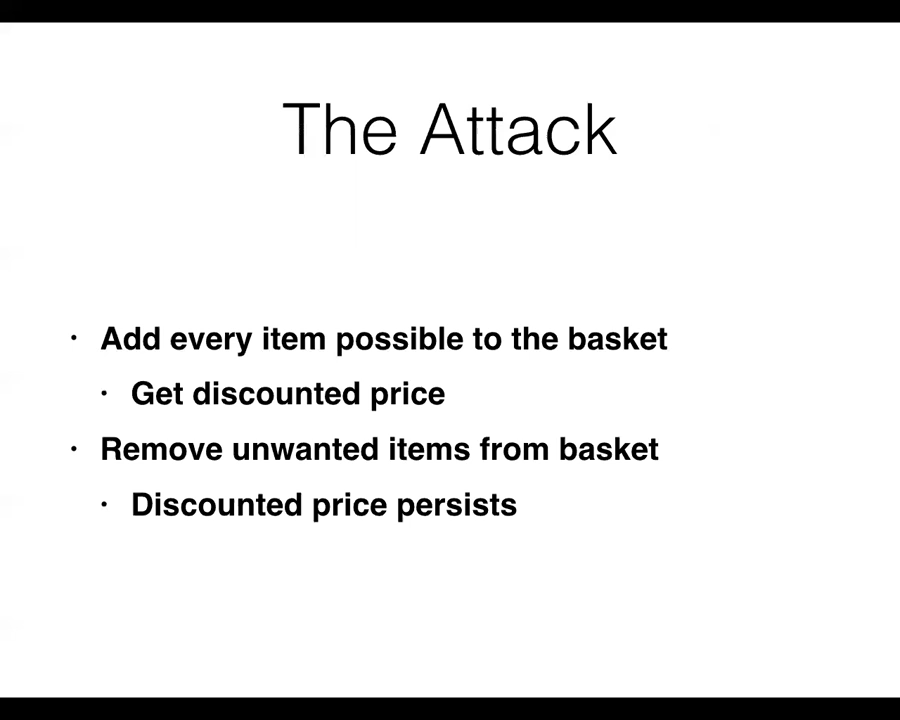 The Attack
• Add every item possible to the basket
• Get discounted price
• Remove unwanted items from basket
• Discounted price persists